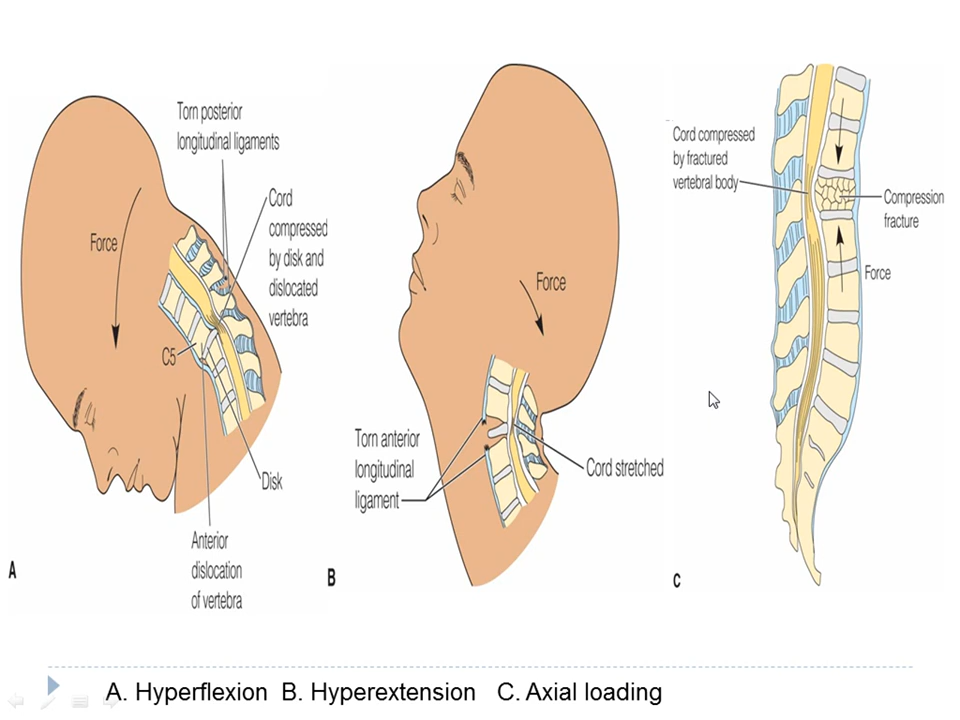 Torn posterior
longitudinal ligaments
Cord
compressed
by disk and
dislocated
vertebra
Force
C5
Disk
Anterior
dislocation
of vertebra
A
Force
Torn anterior
longitudinal
ligament
Cord stretched
B
Cord compressed
by fractured
vertebral body
Compression
fracture
Force
C
A. Hyperflexion B. Hyperextension C. Axial loading